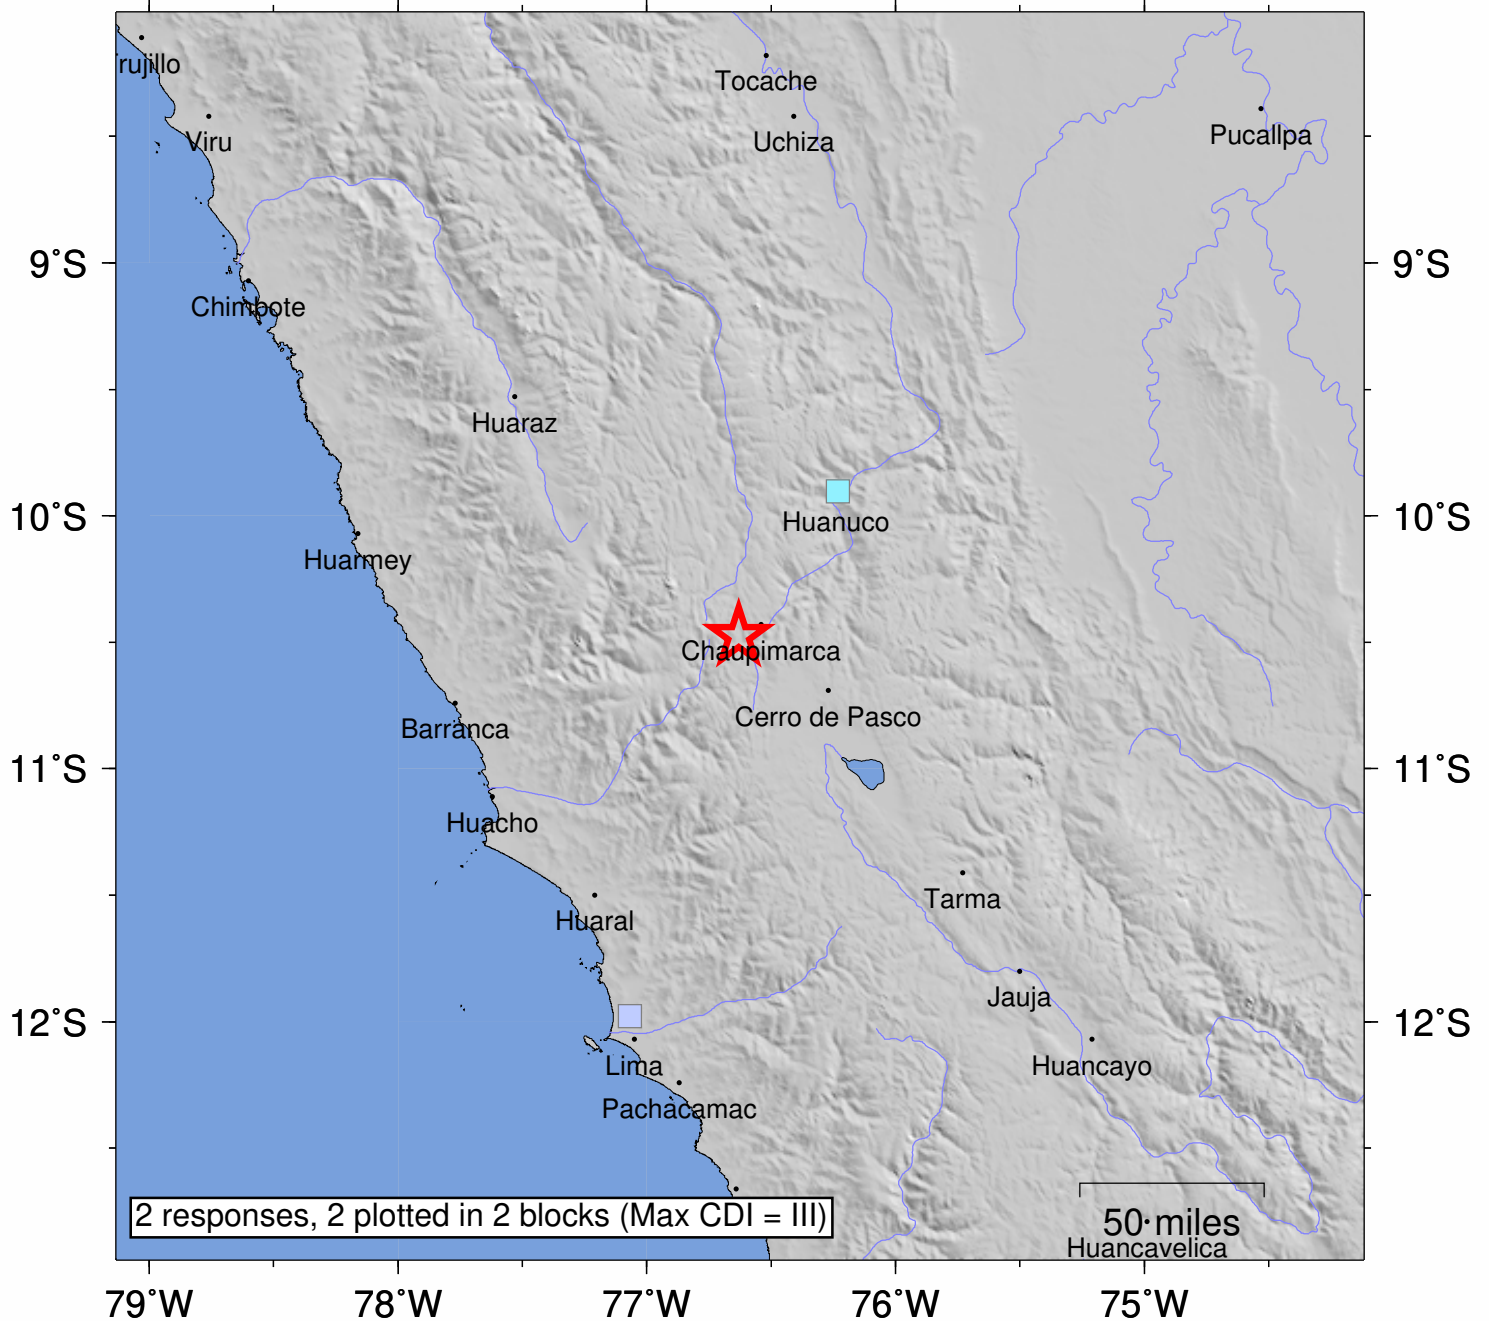 rujillo
Tocache
Viru
Uchiza
Pucallpa
9°S
9°S
Chimbote
Huaraz
10°S
Huanuco
10°S
Huarmey
Chaupimarca
Barranca
Cerro de Pasco
11°S
11°S
Huacho
Tarma
Huaral
Jauja
12°S
12°S
Lima
Huancayo
Pachacamac
2 responses, 2 plotted in 2 blocks (Max CDI = III)
50 miles
Huancavelica
79°W
78°W
77°W
76°W
75°W